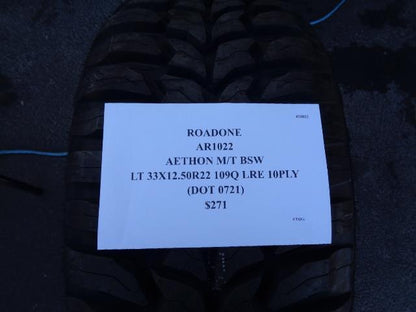 ROADONE
AR1022
AETHON M/T BSW
LT 33X12.50R22 109Q LRE 10PLY
(DOT 0721)
$271